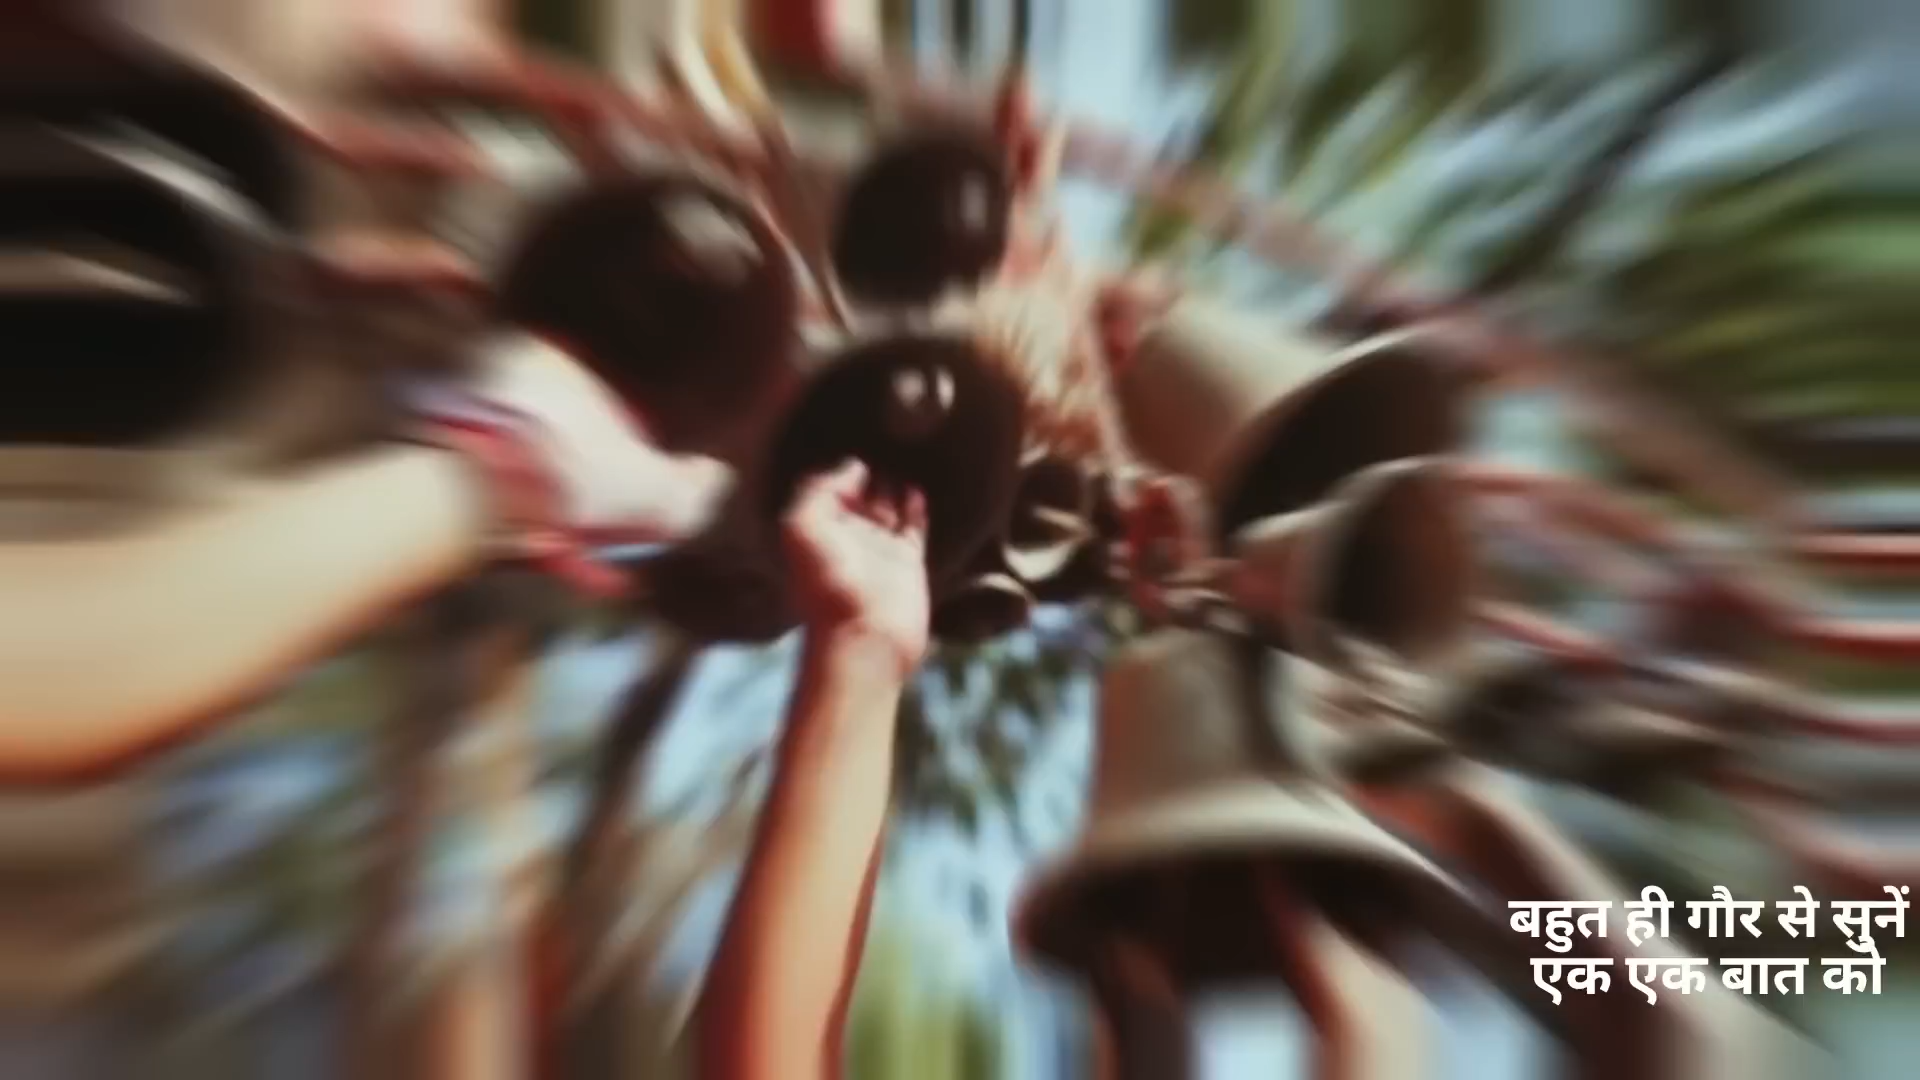 बहुत ही गौर से सुनें
एक एक बात को